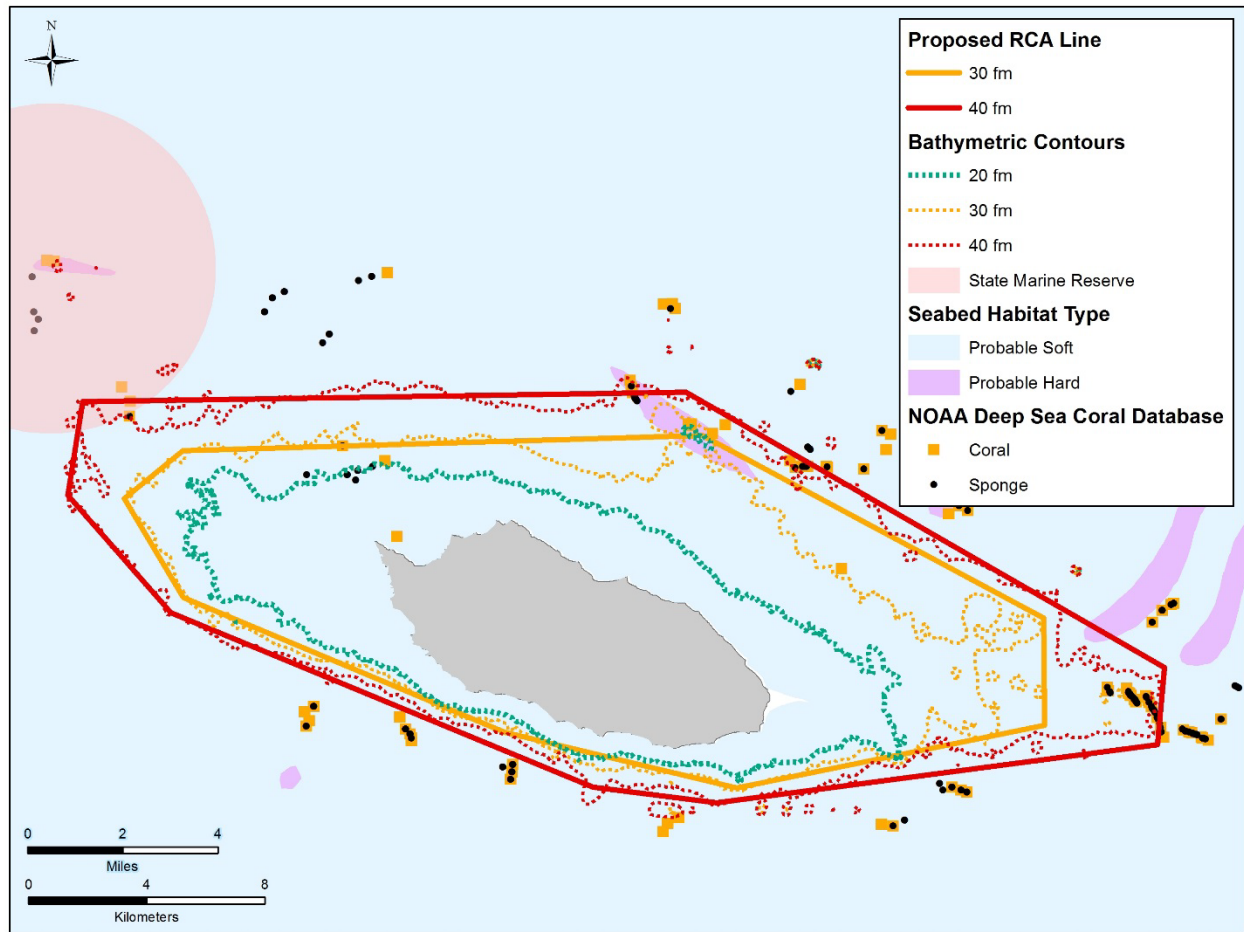 N
Proposed RCA Line
30 fm
40 fm
Bathymetric Contours
20 fm
30 fm
40 fm
State Marine Reserve
Seabed Habitat Type
Probable Soft
Probable Hard
NOAA Deep Sea Coral Database
Coral
Sponge
0 2 4
Miles
0 4 8
Kilometers